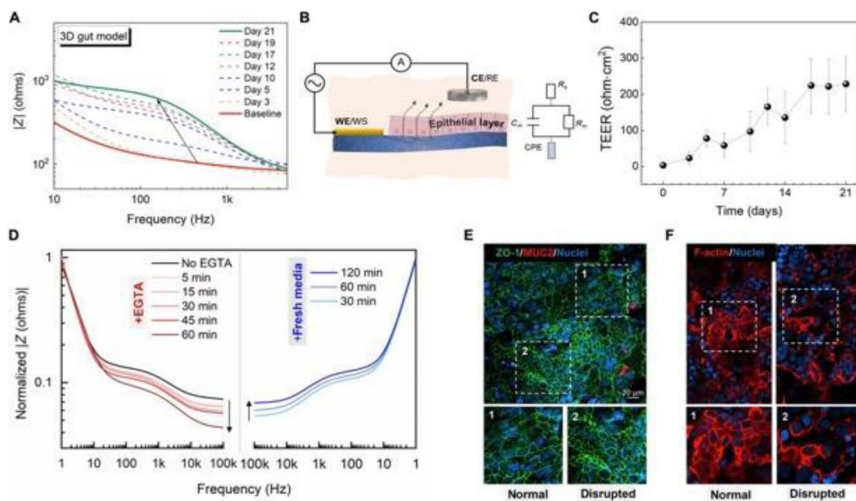 A
3D gut model
Day 21
Day 19
Day 17
Day 12
Day 10
Day 5
Day 3
Baseline
|Z| (ohms)
10³
10²
10 100 1k
Frequency (Hz)
B
A
CE/RE
WE/WS
Epithelial layer
Cm
Rm
CPE
C
TEER (ohm·cm²)
400
300
200
100
0
0 7 14 21
Time (days)
D
Normalized |Z (ohms)|
1
0.1
+EGTA
No EGTA
5 min
15 min
30 min
45 min
60 min
+Fresh media
120 min
60 min
30 min
1 10 100 1k 10k 100k
100k 10k 1k 100 10 1
Frequency (Hz)
E
ZO-1/MUC2/Nuclei
1
2
20 µm
1
2
Normal Disrupted
F
F-actin/Nuclei
1
2
1
2
Normal Disrupted